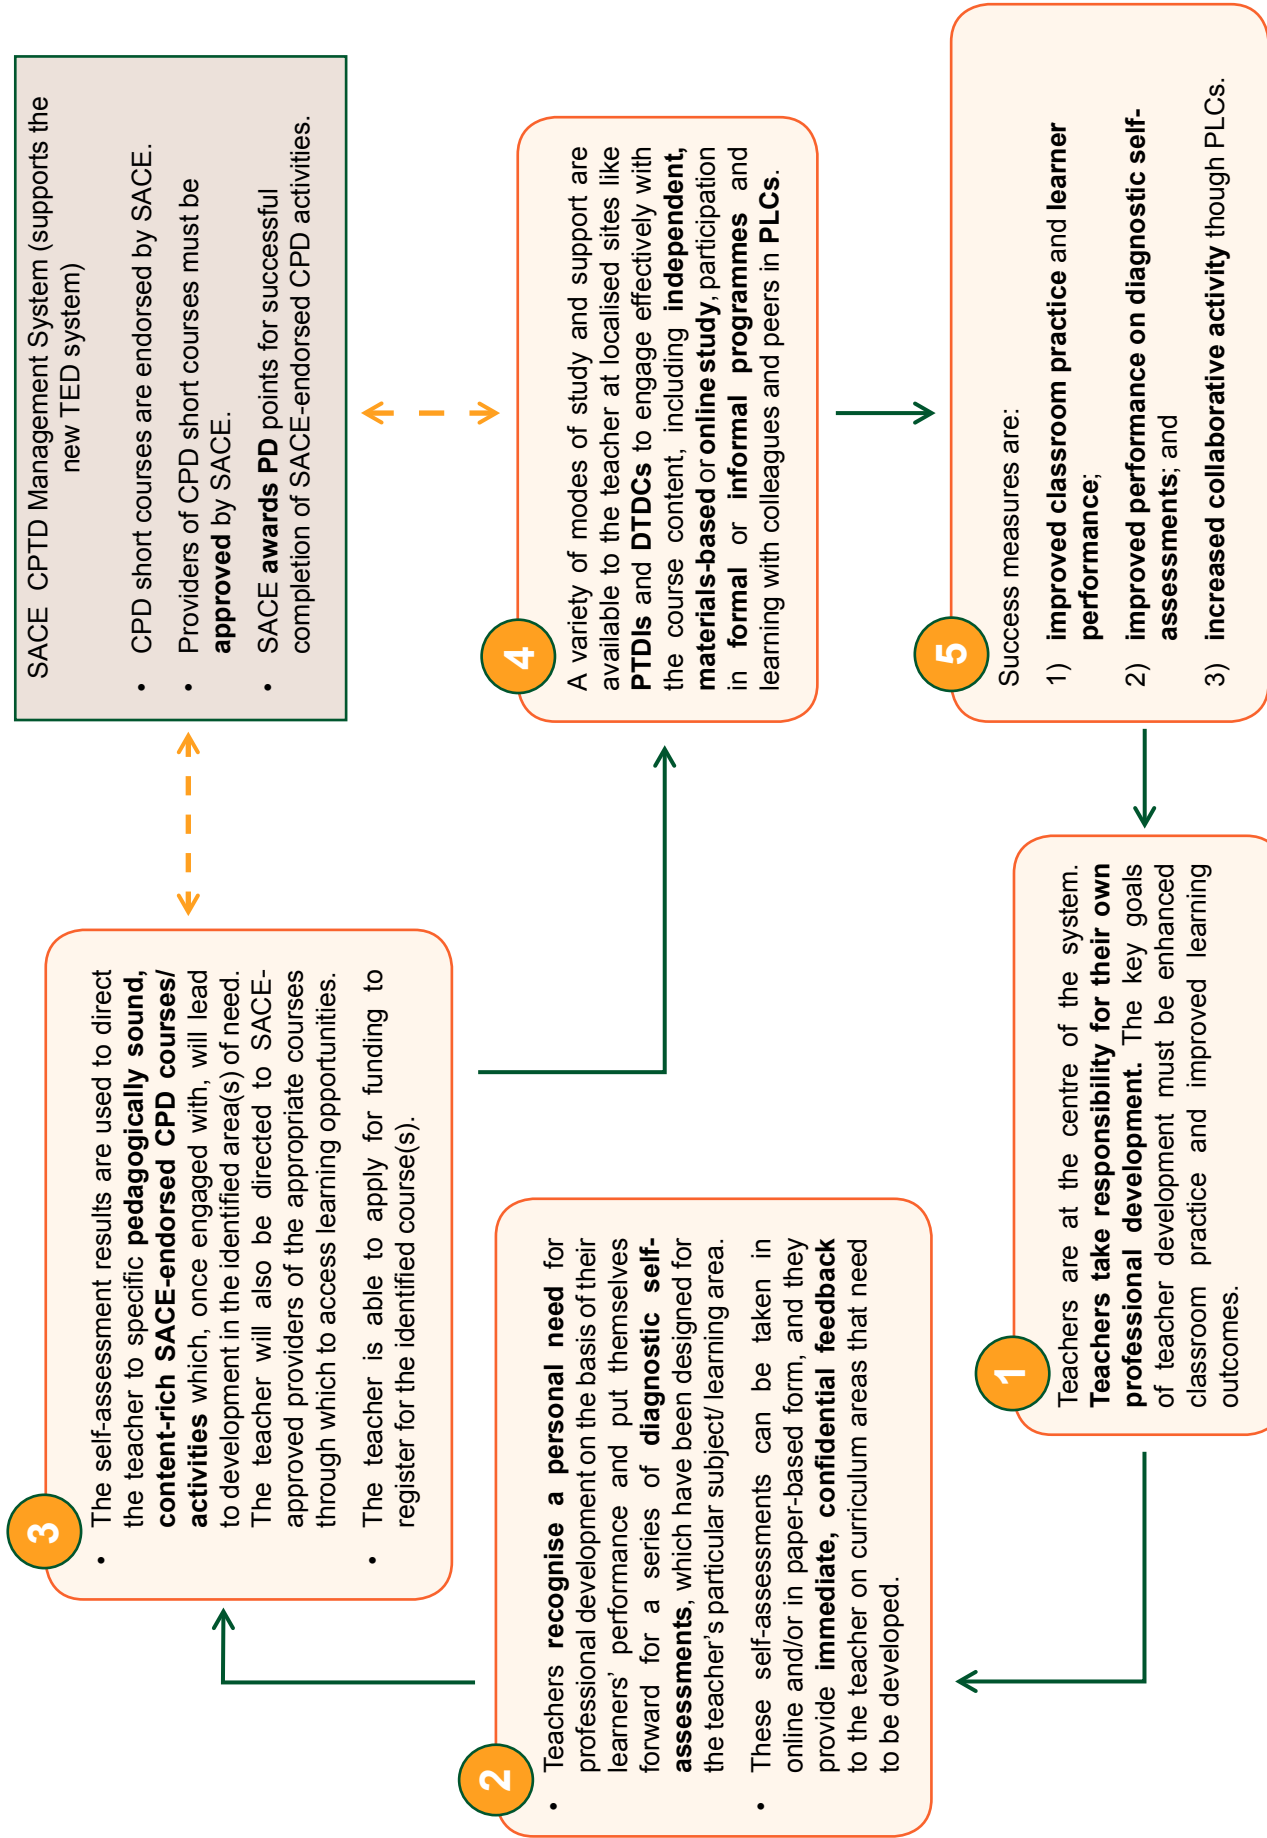 SACE CPTD Management System (supports the
new TED system)
• CPD short courses are endorsed by SACE.
• Providers of CPD short courses must be
approved by SACE.
• SACE awards PD points for successful
completion of SACE-endorsed CPD activities.
3
• The self-assessment results are used to direct
the teacher to specific pedagogically sound,
content-rich SACE-endorsed CPD courses/
activities which, once engaged with, will lead
to development in the identified area(s) of need.
The teacher will also be directed to SACE-
approved providers of the appropriate courses
through which to access learning opportunities.
• The teacher is able to apply for funding to
register for the identified course(s).
4
A variety of modes of study and support are
available to the teacher at localised sites like
PTDIs and DTDCs to engage effectively with
the course content, including independent,
materials-based or online study, participation
in formal or informal programmes and
learning with colleagues and peers in PLCs.
2
• Teachers recognise a personal need for
professional development on the basis of their
learners' performance and put themselves
forward for a series of diagnostic self-
assessments, which have been designed for
the teacher's particular subject/ learning area.
• These self-assessments can be taken in
online and/or in paper-based form, and they
provide immediate, confidential feedback
to the teacher on curriculum areas that need
to be developed.
5
Success measures are:
1) improved classroom practice and learner
performance;
2) improved performance on diagnostic self-
assessments; and
3) increased collaborative activity though PLCs.
1
Teachers are at the centre of the system.
Teachers take responsibility for their own
professional development. The key goals
of teacher development must be enhanced
classroom practice and improved learning
outcomes.